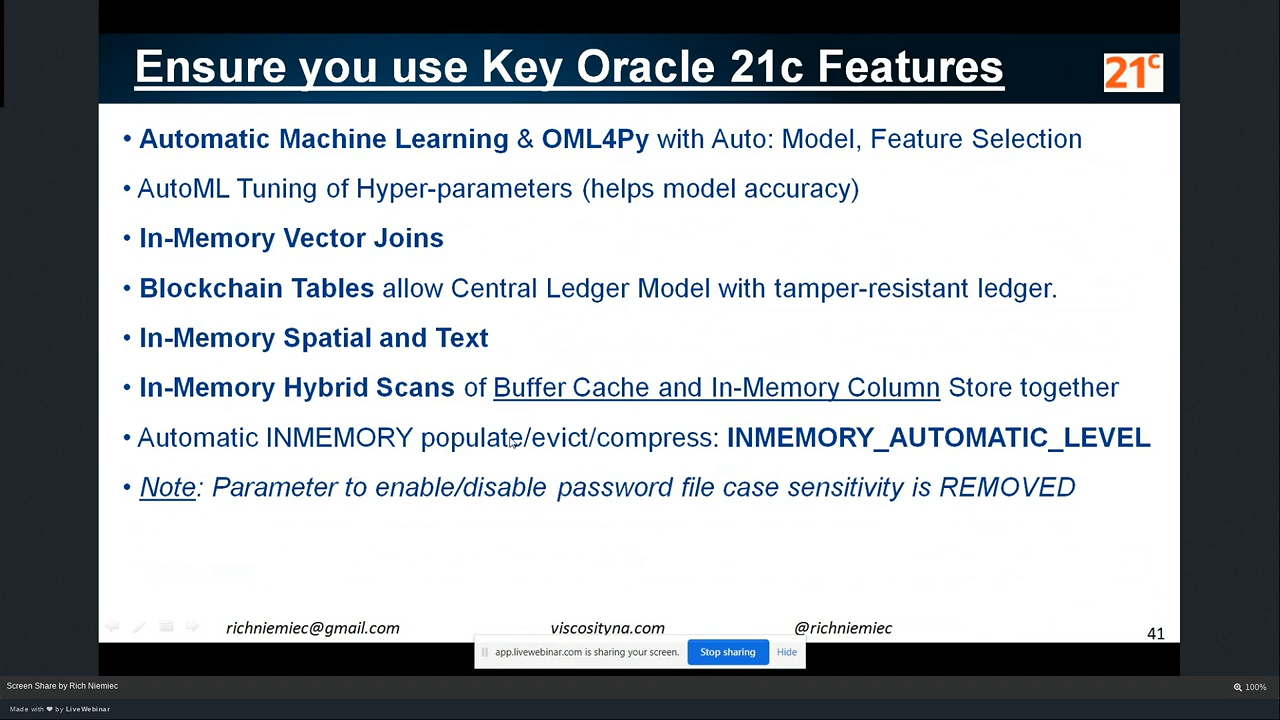 Ensure you use Key Oracle 21c Features
21c
• Automatic Machine Learning & OML4Py with Auto: Model, Feature Selection
• AutoML Tuning of Hyper-parameters (helps model accuracy)
• In-Memory Vector Joins
• Blockchain Tables allow Central Ledger Model with tamper-resistant ledger.
• In-Memory Spatial and Text
• In-Memory Hybrid Scans of Buffer Cache and In-Memory Column Store together
• Automatic INMEMORY populate/evict/compress: INMEMORY_AUTOMATIC_LEVEL
• Note: Parameter to enable/disable password file case sensitivity is REMOVED
richniemiec@gmail.com viscosityna.com @richniemiec 41
app.livewebinar.com is sharing your screen. Stop sharing Hide
Screen Share by Rich Niemiec 100%
Made with ❤ by LiveWebinar